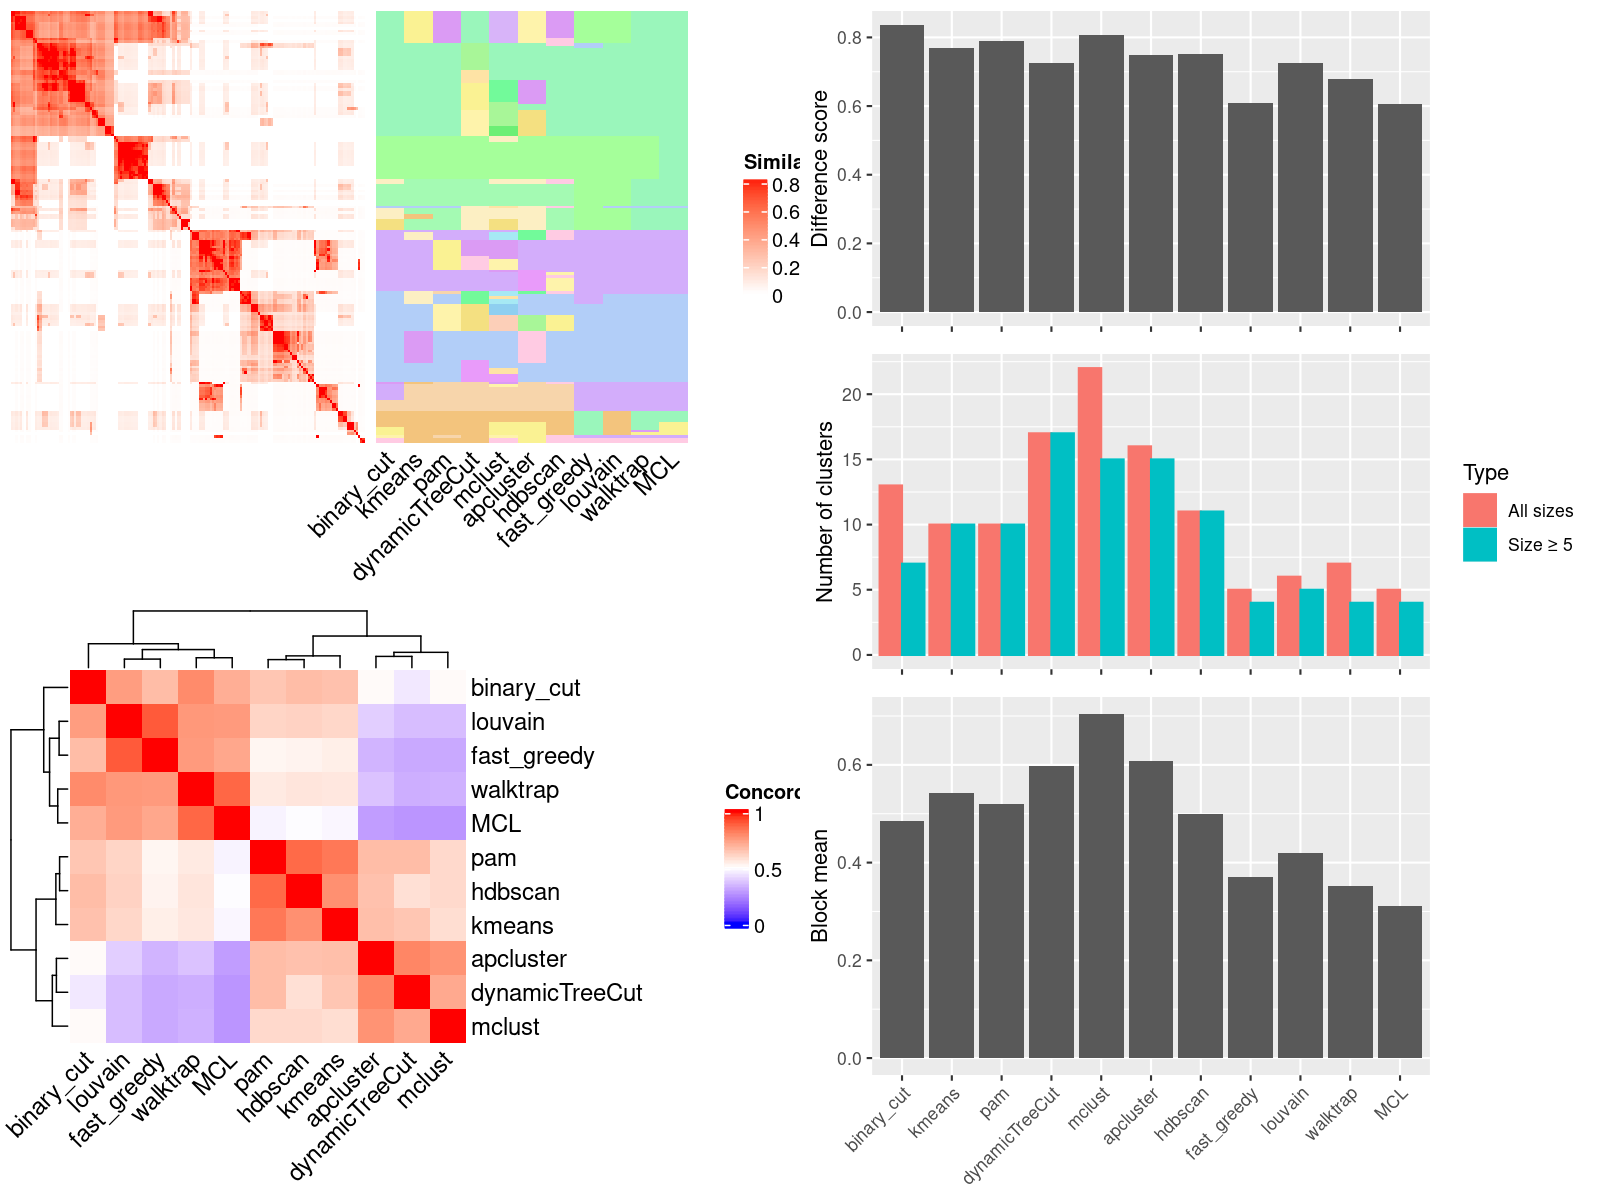 Simila
0.8
0.6
0.4
0.2
0
binary_cut
kmeans
pam
dynamicTreeCut
mclust
apcluster
hdbscan
fast_greedy
louvain
walktrap
MCL
binary_cut
louvain
fast_greedy
walktrap
MCL
pam
hdbscan
kmeans
apcluster
dynamicTreeCut
mclust
binary_cut
louvain
fast_greedy
walktrap
MCL
pam
hdbscan
kmeans
apcluster
dynamicTreeCut
mclust
Concord
1
0.5
0
Difference score
0.8
0.6
0.4
0.2
0.0
Number of clusters
20
15
10
5
0
Type
All sizes
Size ≥ 5
Block mean
0.6
0.4
0.2
0.0
binary_cut
kmeans
pam
dynamicTreeCut
mclust
apcluster
hdbscan
fast_greedy
louvain
walktrap
MCL